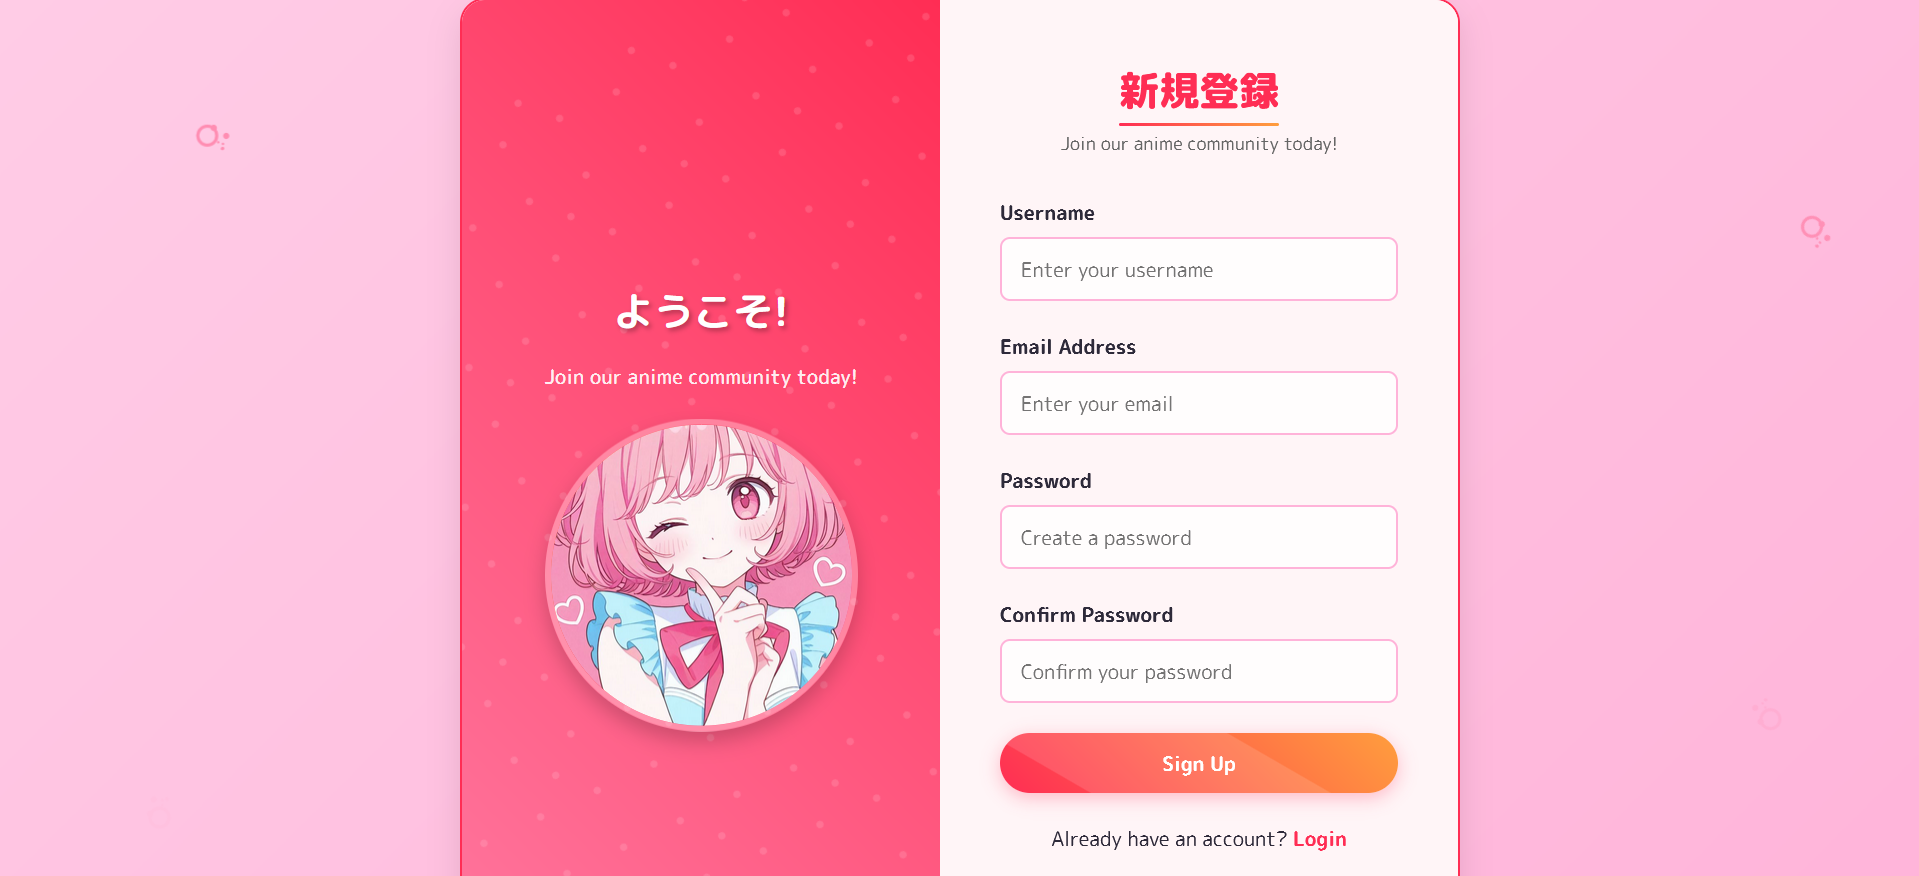 ようこそ!
Join our anime community today!
新規登録
Join our anime community today!
Username
Enter your username
Email Address
Enter your email
Password
Create a password
Confirm Password
Confirm your password
Sign Up
Already have an account? Login